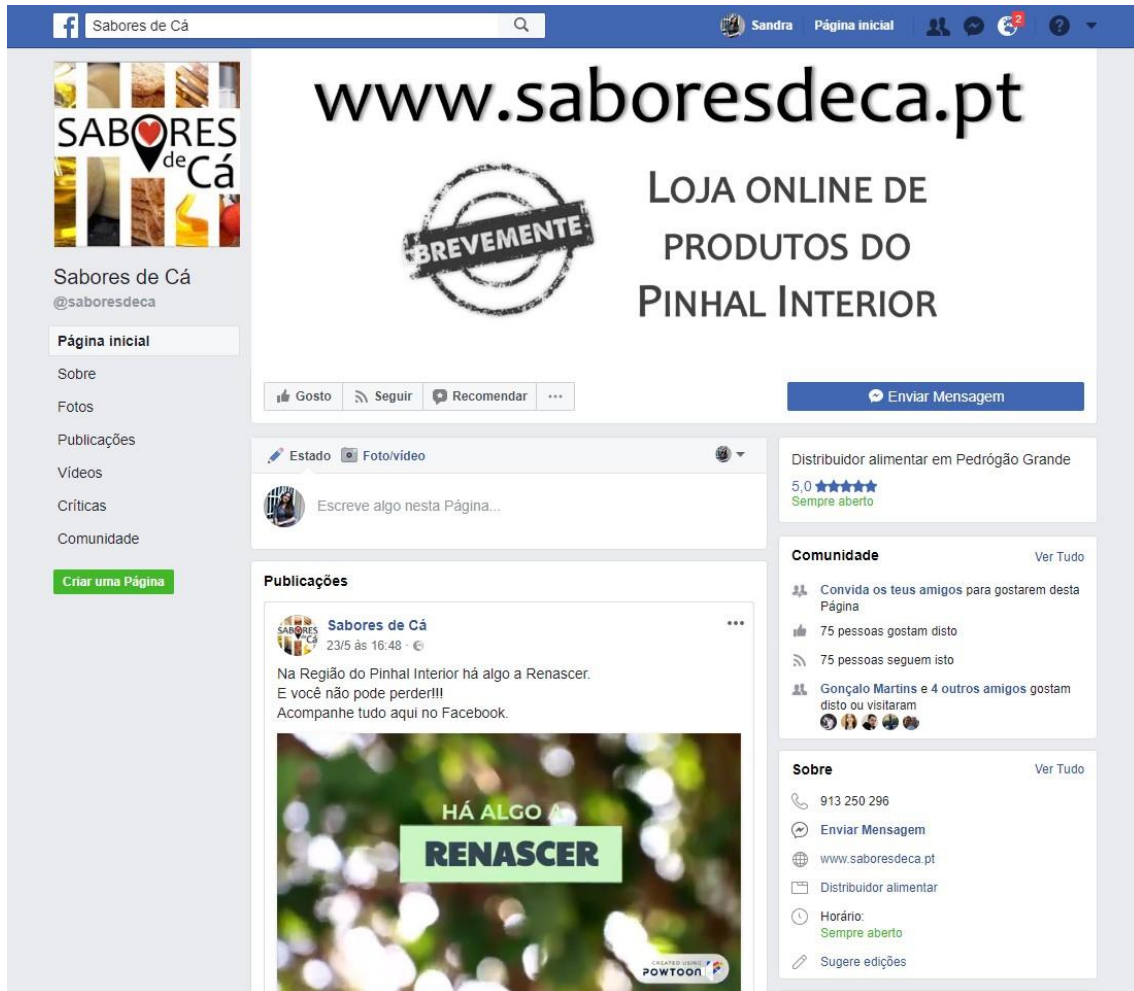 Sabores de Cá
Sandra
Página inicial
2
SABORES
de Cá
Sabores de Cá
@saboresdeca
Página inicial
Sobre
Fotos
Publicações
Vídeos
Críticas
Comunidade
Criar uma Página
www.saboresdeca.pt
BREVEMENTE
LOJA ONLINE DE
PRODUTOS DO
PINHAL INTERIOR
Gosto Seguir Recomendar ...
Enviar Mensagem
Estado Foto/vídeo
Escreve algo nesta Página...
Publicações
SABORES
de Cá
Sabores de Cá
23/5 às 16:48 ·
Na Região do Pinhal Interior há algo a Renascer.
E você não pode perder!!!
Acompanhe tudo aqui no Facebook.
HÁ ALGO A
RENASCER
CREATED USING
POWTOON
Distribuidor alimentar em Pedrógão Grande
5,0 ★★★★★
Sempre aberto
Comunidade
Ver Tudo
Convida os teus amigos para gostarem desta
Página
75 pessoas gostam disto
75 pessoas seguem isto
Gonçalo Martins e 4 outros amigos gostam
disto ou visitaram
Sobre
Ver Tudo
913 250 296
Enviar Mensagem
www.saboresdeca.pt
Distribuidor alimentar
Horário:
Sempre aberto
Sugere edições